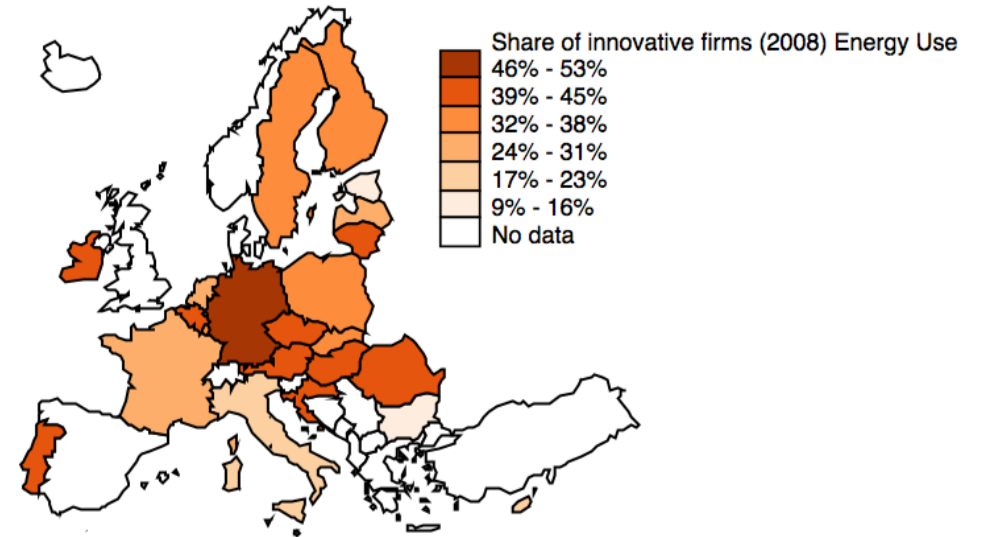 Share of innovative firms (2008) Energy Use
46% - 53%
39% - 45%
32% - 38%
24% - 31%
17% - 23%
9% - 16%
No data